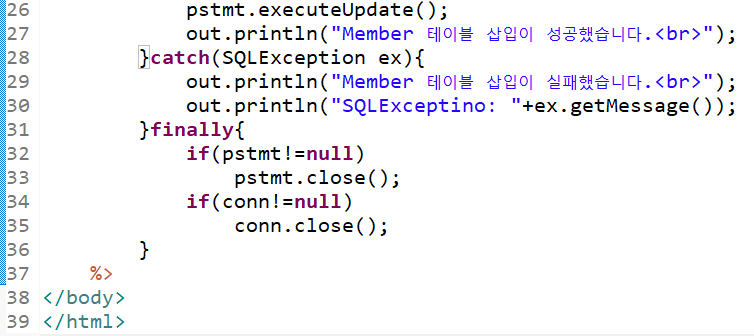 26 pstmt.executeUpdate();
27 out.println("Member 테이블 삽입이 성공했습니다.<br>");
28 }catch(SQLException ex){
29 out.println("Member 테이블 삽입이 실패했습니다.<br>");
30 out.println("SQLExceptino: "+ex.getMessage());
31 }finally{
32 if(pstmt!=null)
33 pstmt.close();
34 if(conn!=null)
35 conn.close();
36 }
37 %>
38 </body>
39 </html>